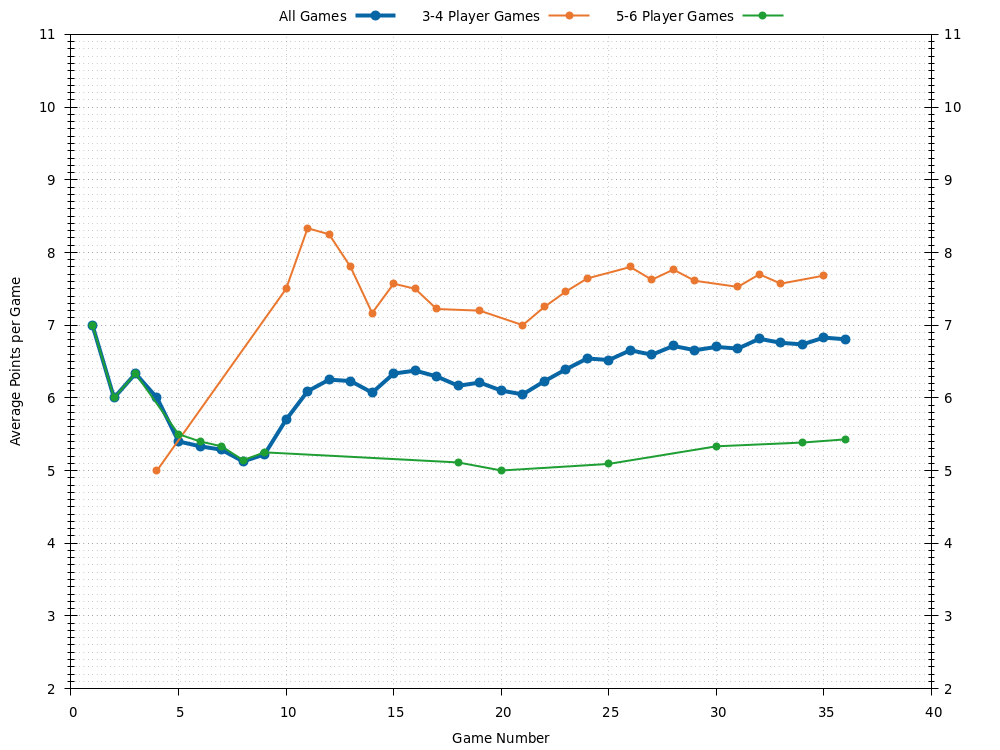 All Games 3-4 Player Games 5-6 Player Games
11 11
10 10
9 9
8 8
7 7
6 6
5 5
4 4
3 3
2 2
Average Points per Game
0 5 10 15 20 25 30 35 40
Game Number